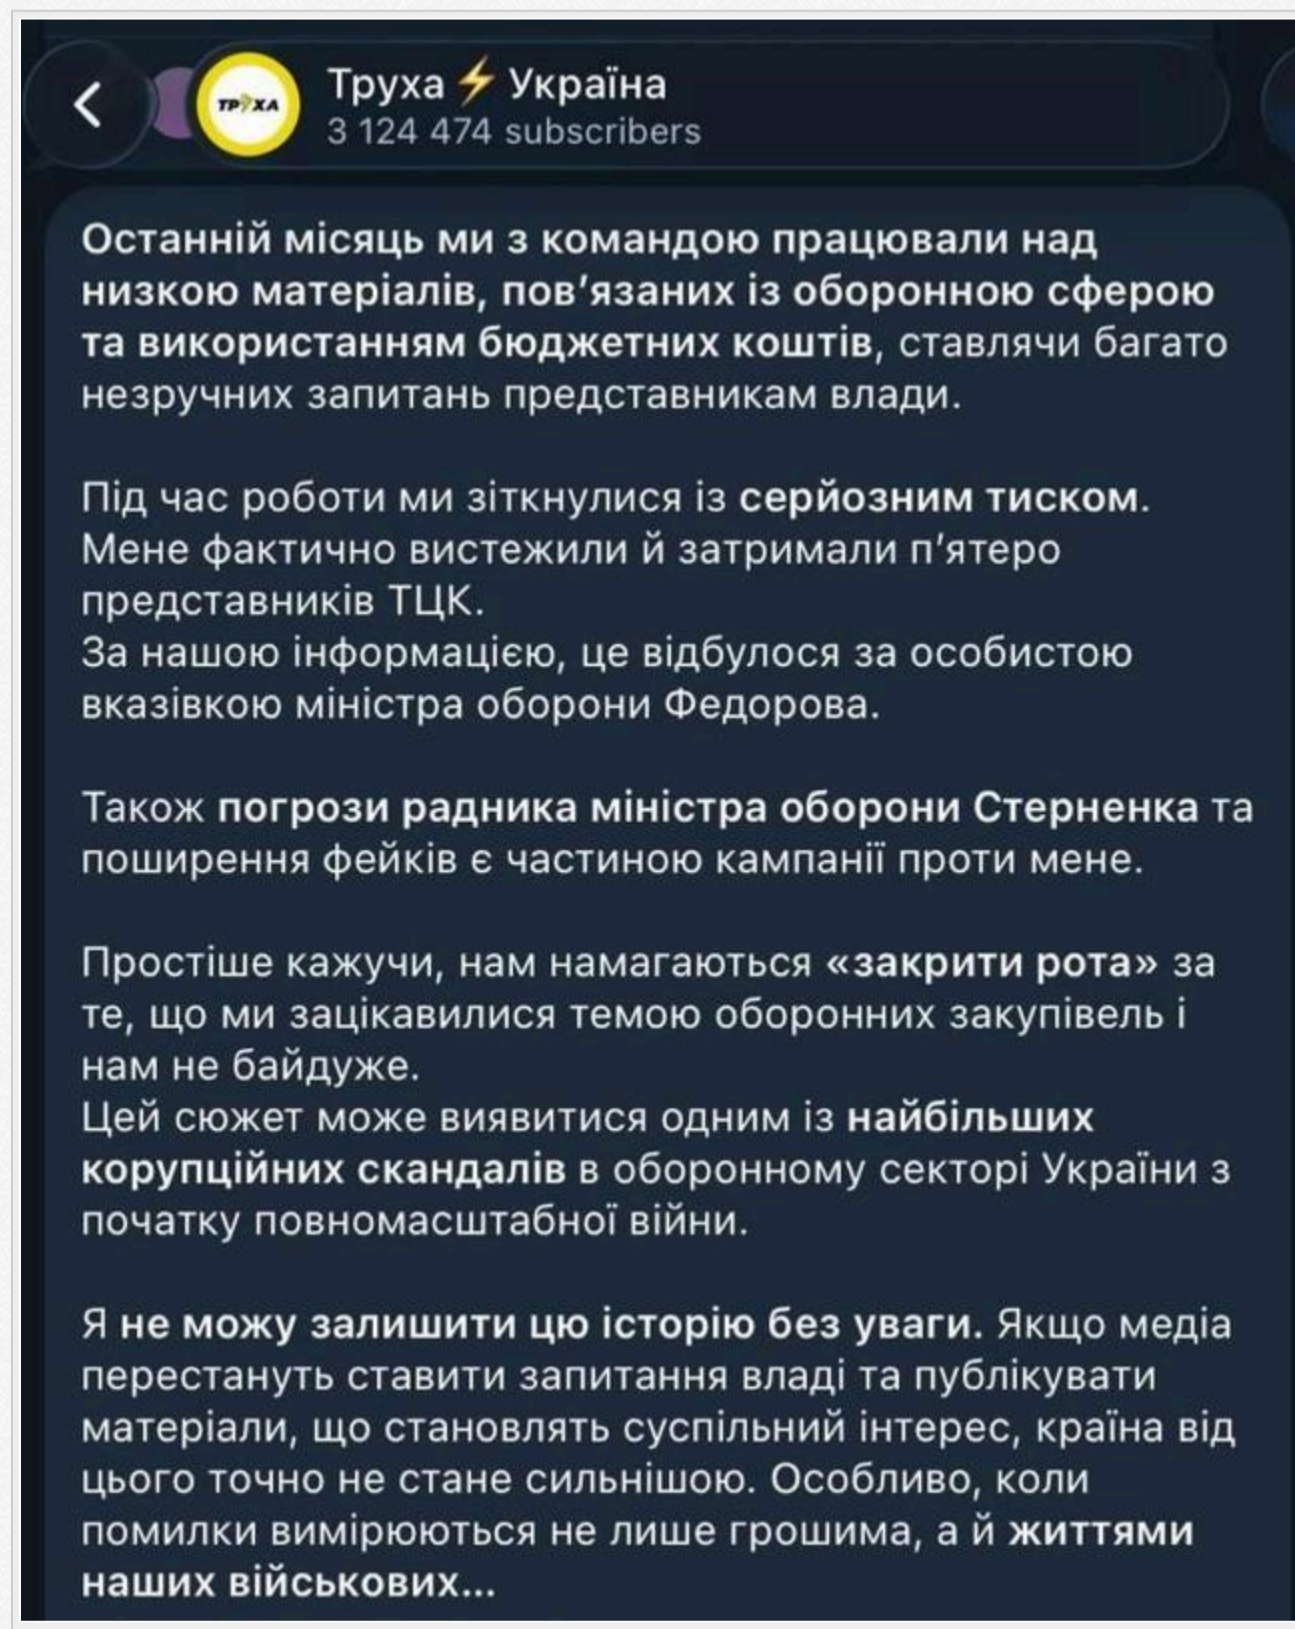 ТРУХА
Труха⚡Україна
3 124 474 subscribers
Останній місяць ми з командою працювали над
низкою матеріалів, пов’язаних із оборонною сферою
та використанням бюджетних коштів, ставлячи багато
незручних запитань представникам влади.
Під час роботи ми зіткнулися із серйозним тиском.
Мене фактично вистежили й затримали п’ятеро
представників ТЦК.
За нашою інформацією, це відбулося за особистою
вказівкою міністра оборони Федорова.
Також погрози радника міністра оборони Стерненка та
поширення фейків є частиною кампанії проти мене.
Простіше кажучи, нам намагаються «закрити рота» за
те, що ми зацікавилися темою оборонних закупівель і
нам не байдуже.
Цей сюжет може виявитися одним із найбільших
корупційних скандалів в оборонному секторі України з
початку повномасштабної війни.
Я не можу залишити цю історію без уваги. Якщо медіа
перестануть ставити запитання владі та публікувати
матеріали, що становлять суспільний інтерес, країна від
цього точно не стане сильнішою. Особливо, коли
помилки вимірюються не лише грошима, а й життями
наших військових...